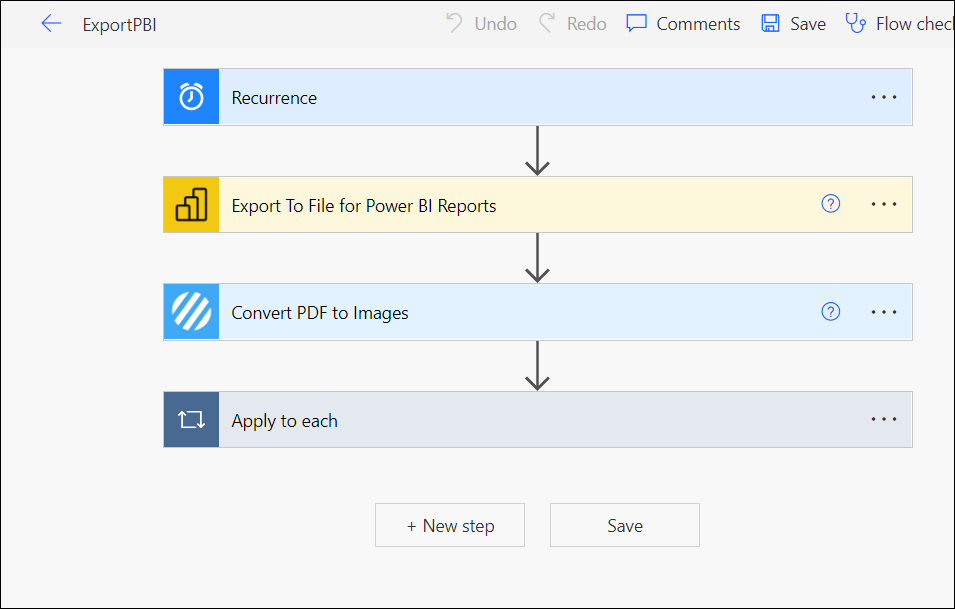 ExportPBI Undo Redo Comments Save Flow chec
Recurrence
Export To File for Power BI Reports
Convert PDF to Images
Apply to each
+ New step Save